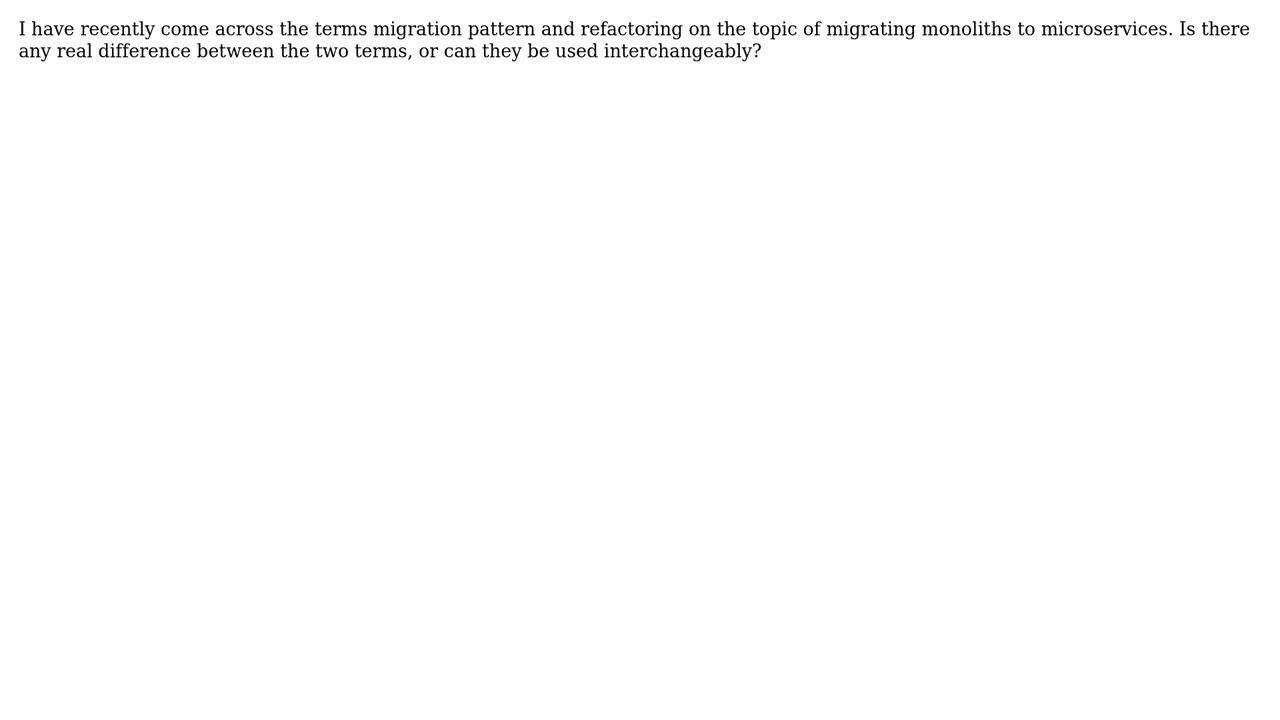 I have recently come across the terms migration pattern and refactoring on the topic of migrating monoliths to microservices. Is there
any real difference between the two terms, or can they be used interchangeably?